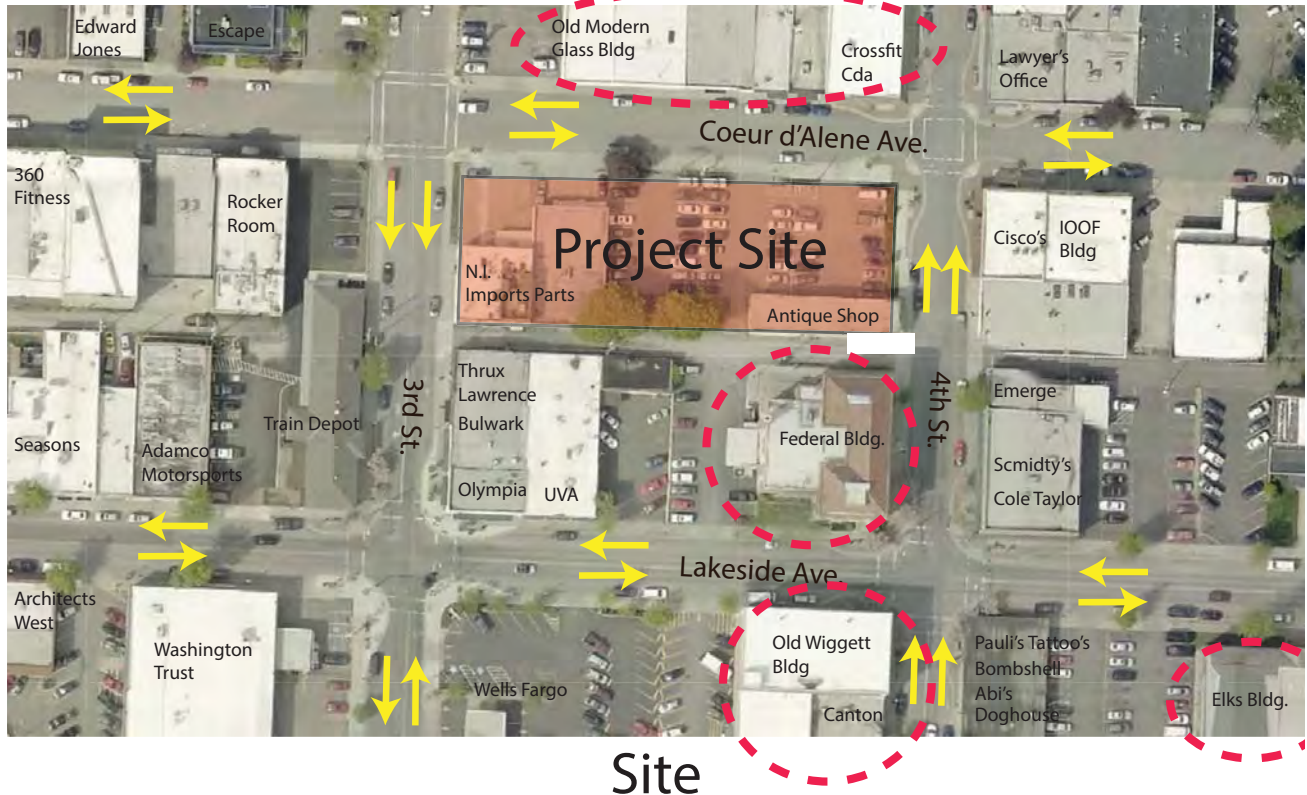 Edward
Jones
Escape
Old Modern
Glass Bldg
Crossfit
Cda
Lawyer's
Office
Coeur d'Alene Ave.
360
Fitness
Rocker
Room
Project Site
N.I.
Imports Parts
Antique Shop
Cisco's
IOOF
Bldg
3rd St.
4th St.
Thrux
Lawrence
Bulwark
Olympia
UVA
Train Depot
Federal Bldg.
Emerge
Scmidty's
Cole Taylor
Seasons
Adamco
Motorsports
Lakeside Ave.
Architects
West
Washington
Trust
Wells Fargo
Old Wiggett
Bldg
Canton
Pauli's Tattoo's
Bombshell
Abi's
Doghouse
Elks Bldg.
Site